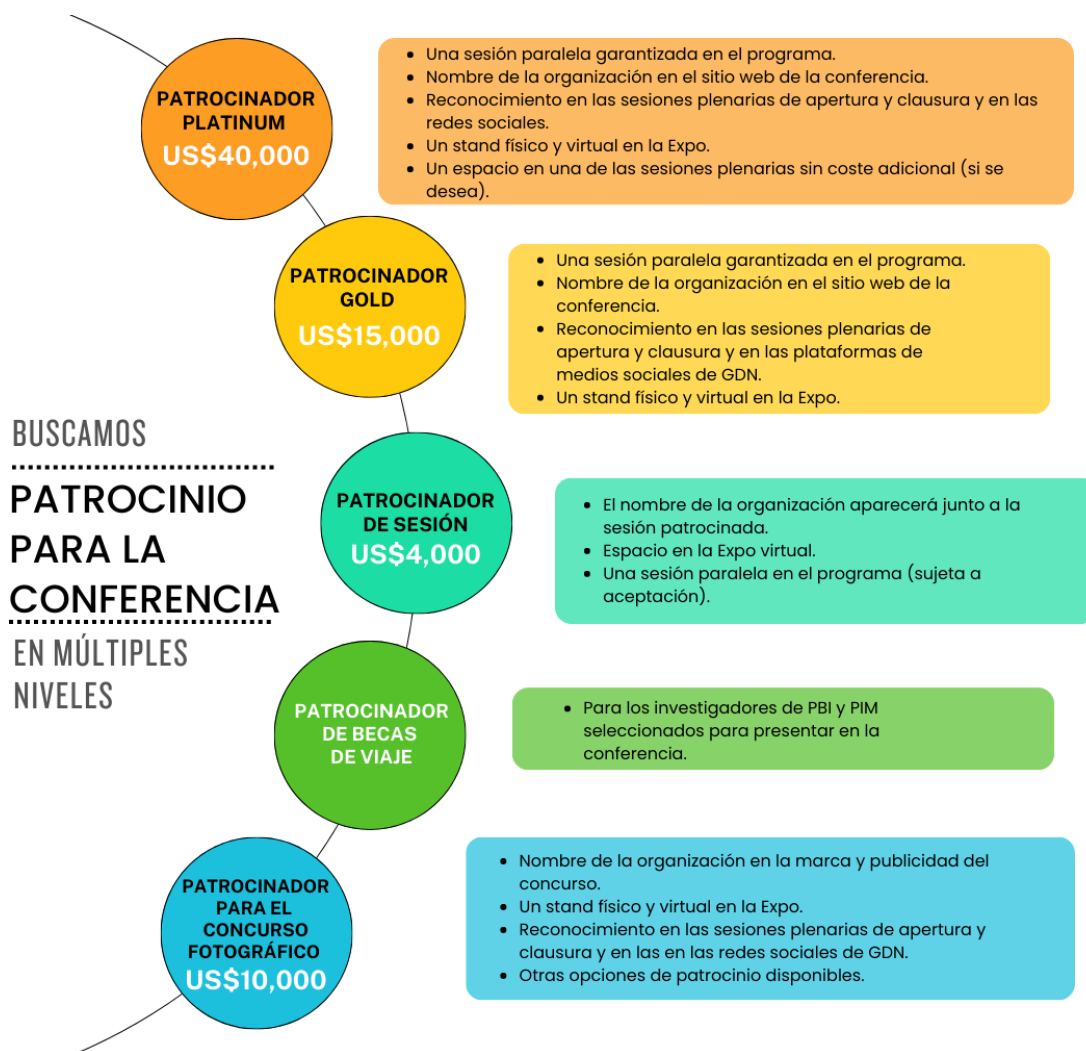 BUSCAMOS
PATROCINIO
PARA LA
CONFERENCIA
EN MÚLTIPLES
NIVELES
PATROCINADOR
PLATINUM
US$40,000
• Una sesión paralela garantizada en el programa.
• Nombre de la organización en el sitio web de la conferencia.
• Reconocimiento en las sesiones plenarias de apertura y clausura y en las
redes sociales.
• Un stand físico y virtual en la Expo.
• Un espacio en una de las sesiones plenarias sin coste adicional (si se
desea).
PATROCINADOR
GOLD
US$15,000
• Una sesión paralela garantizada en el programa.
• Nombre de la organización en el sitio web de la
conferencia.
• Reconocimiento en las sesiones plenarias de
apertura y clausura y en las plataformas de
medios sociales de GDN.
• Un stand físico y virtual en la Expo.
PATROCINADOR
DE SESIÓN
US$4,000
• El nombre de la organización aparecerá junto a la
sesión patrocinada.
• Espacio en la Expo virtual.
• Una sesión paralela en el programa (sujeta a
aceptación).
PATROCINADOR
DE BECAS
DE VIAJE
• Para los investigadores de PBI y PIM
seleccionados para presentar en la
conferencia.
PATROCINADOR
PARA EL
CONCURSO
FOTOGRÁFICO
US$10,000
• Nombre de la organización en la marca y publicidad del
concurso.
• Un stand físico y virtual en la Expo.
• Reconocimiento en las sesiones plenarias de apertura y
clausura y en las en las redes sociales de GDN.
• Otras opciones de patrocinio disponibles.